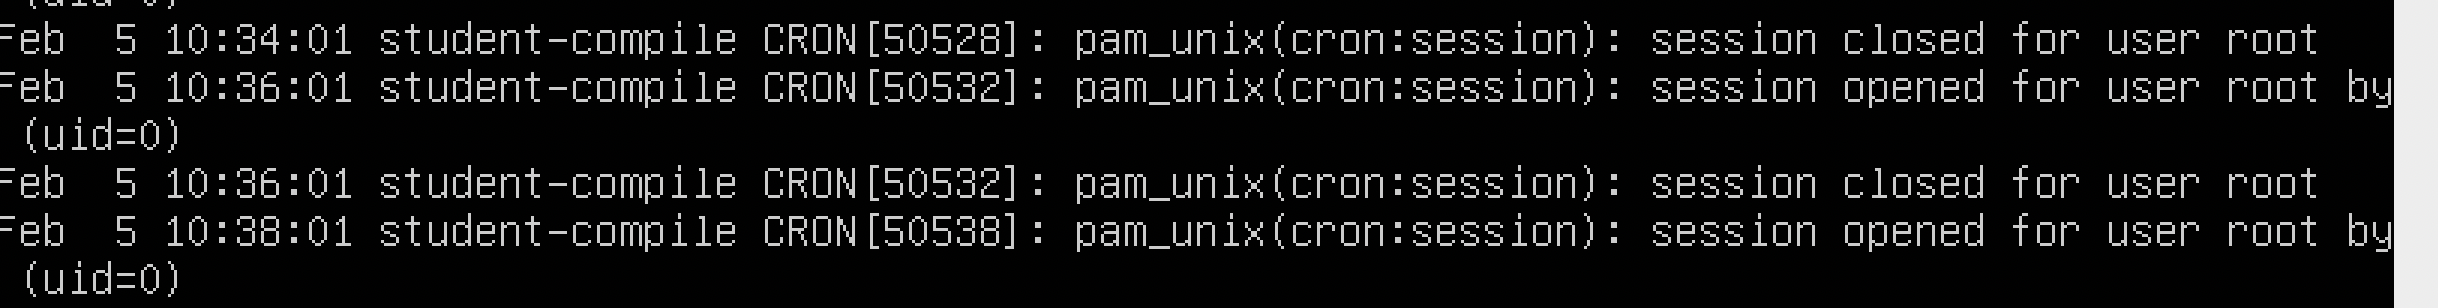 (uid=0)
Feb  5 10:34:01 student-compile CRON[50528]: pam_unix(cron:session): session closed for user root
Feb  5 10:36:01 student-compile CRON[50532]: pam_unix(cron:session): session opened for user root by
(uid=0)
Feb  5 10:36:01 student-compile CRON[50532]: pam_unix(cron:session): session closed for user root
Feb  5 10:38:01 student-compile CRON[50538]: pam_unix(cron:session): session opened for user root by
(uid=0)